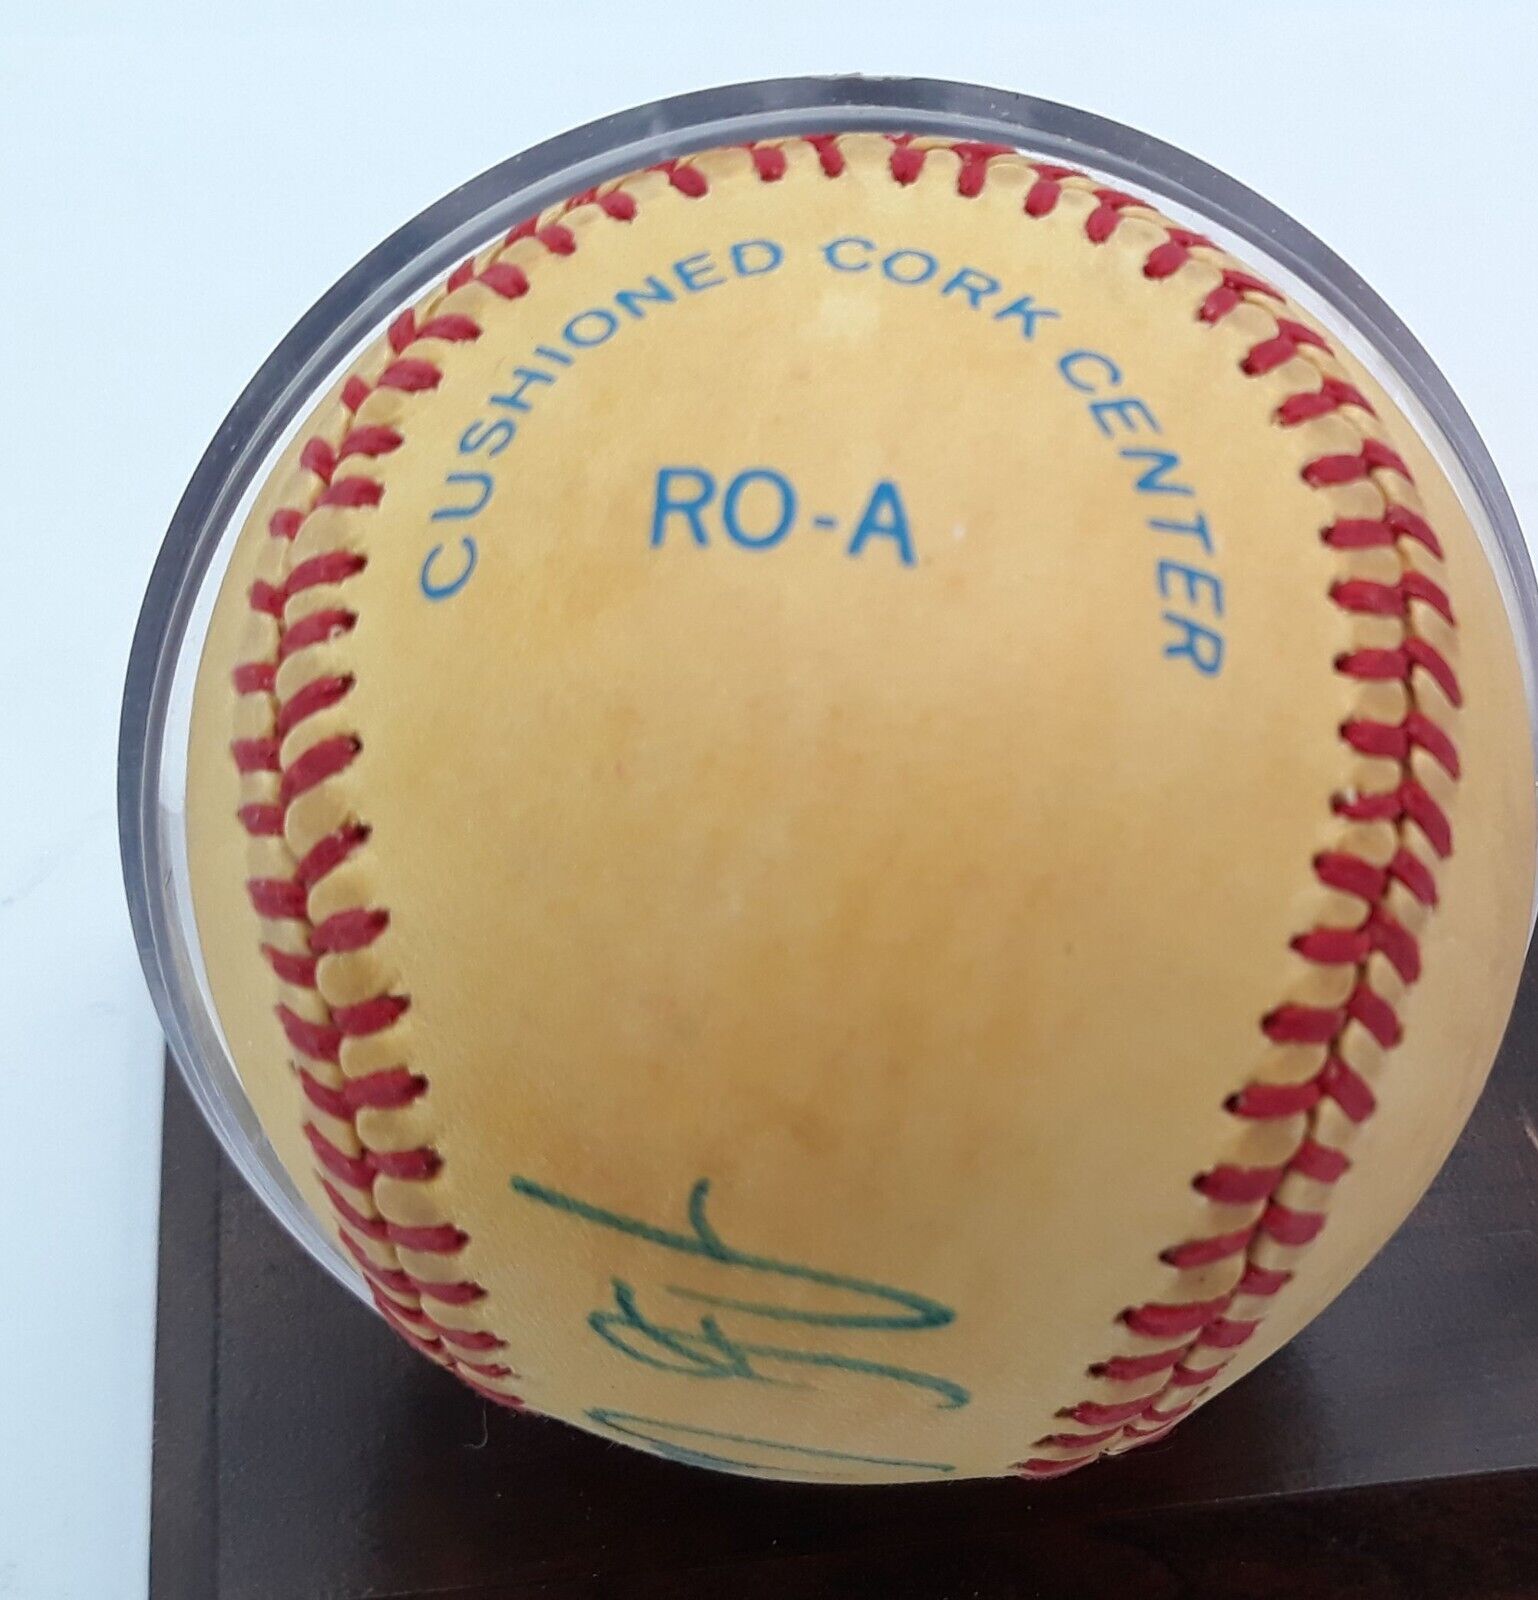 CUSHIONED CORK CENTER
RO-A